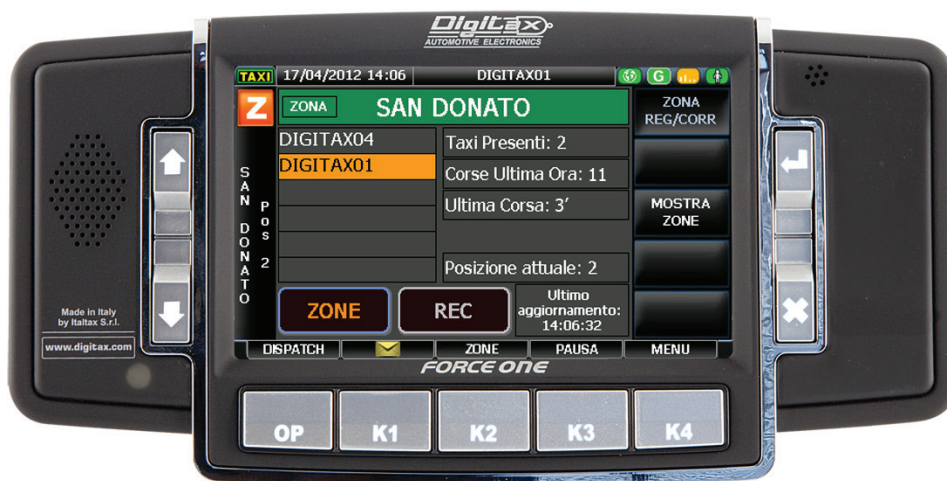 Digitax
AUTOMOTIVE ELECTRONICS
TAXI 17/04/2012 14:06 DIGITAX01 G
Z ZONA SAN DONATO
ZONA
REG/CORR
DIGITAX04
DIGITAX01
Taxi Presenti: 2
Corse Ultima Ora: 11
Ultima Corsa: 3'
Posizione attuale: 2
MOSTRA
ZONE
SAN DONATO
Pos 2
ZONE
REC
Ultimo
aggiornamento:
14:06:32
DISPATCH ZONE PAUSA MENU
FORCE ONE
OP K1 K2 K3 K4
Made in Italy
by Italtax S.r.l.
www.digitax.com